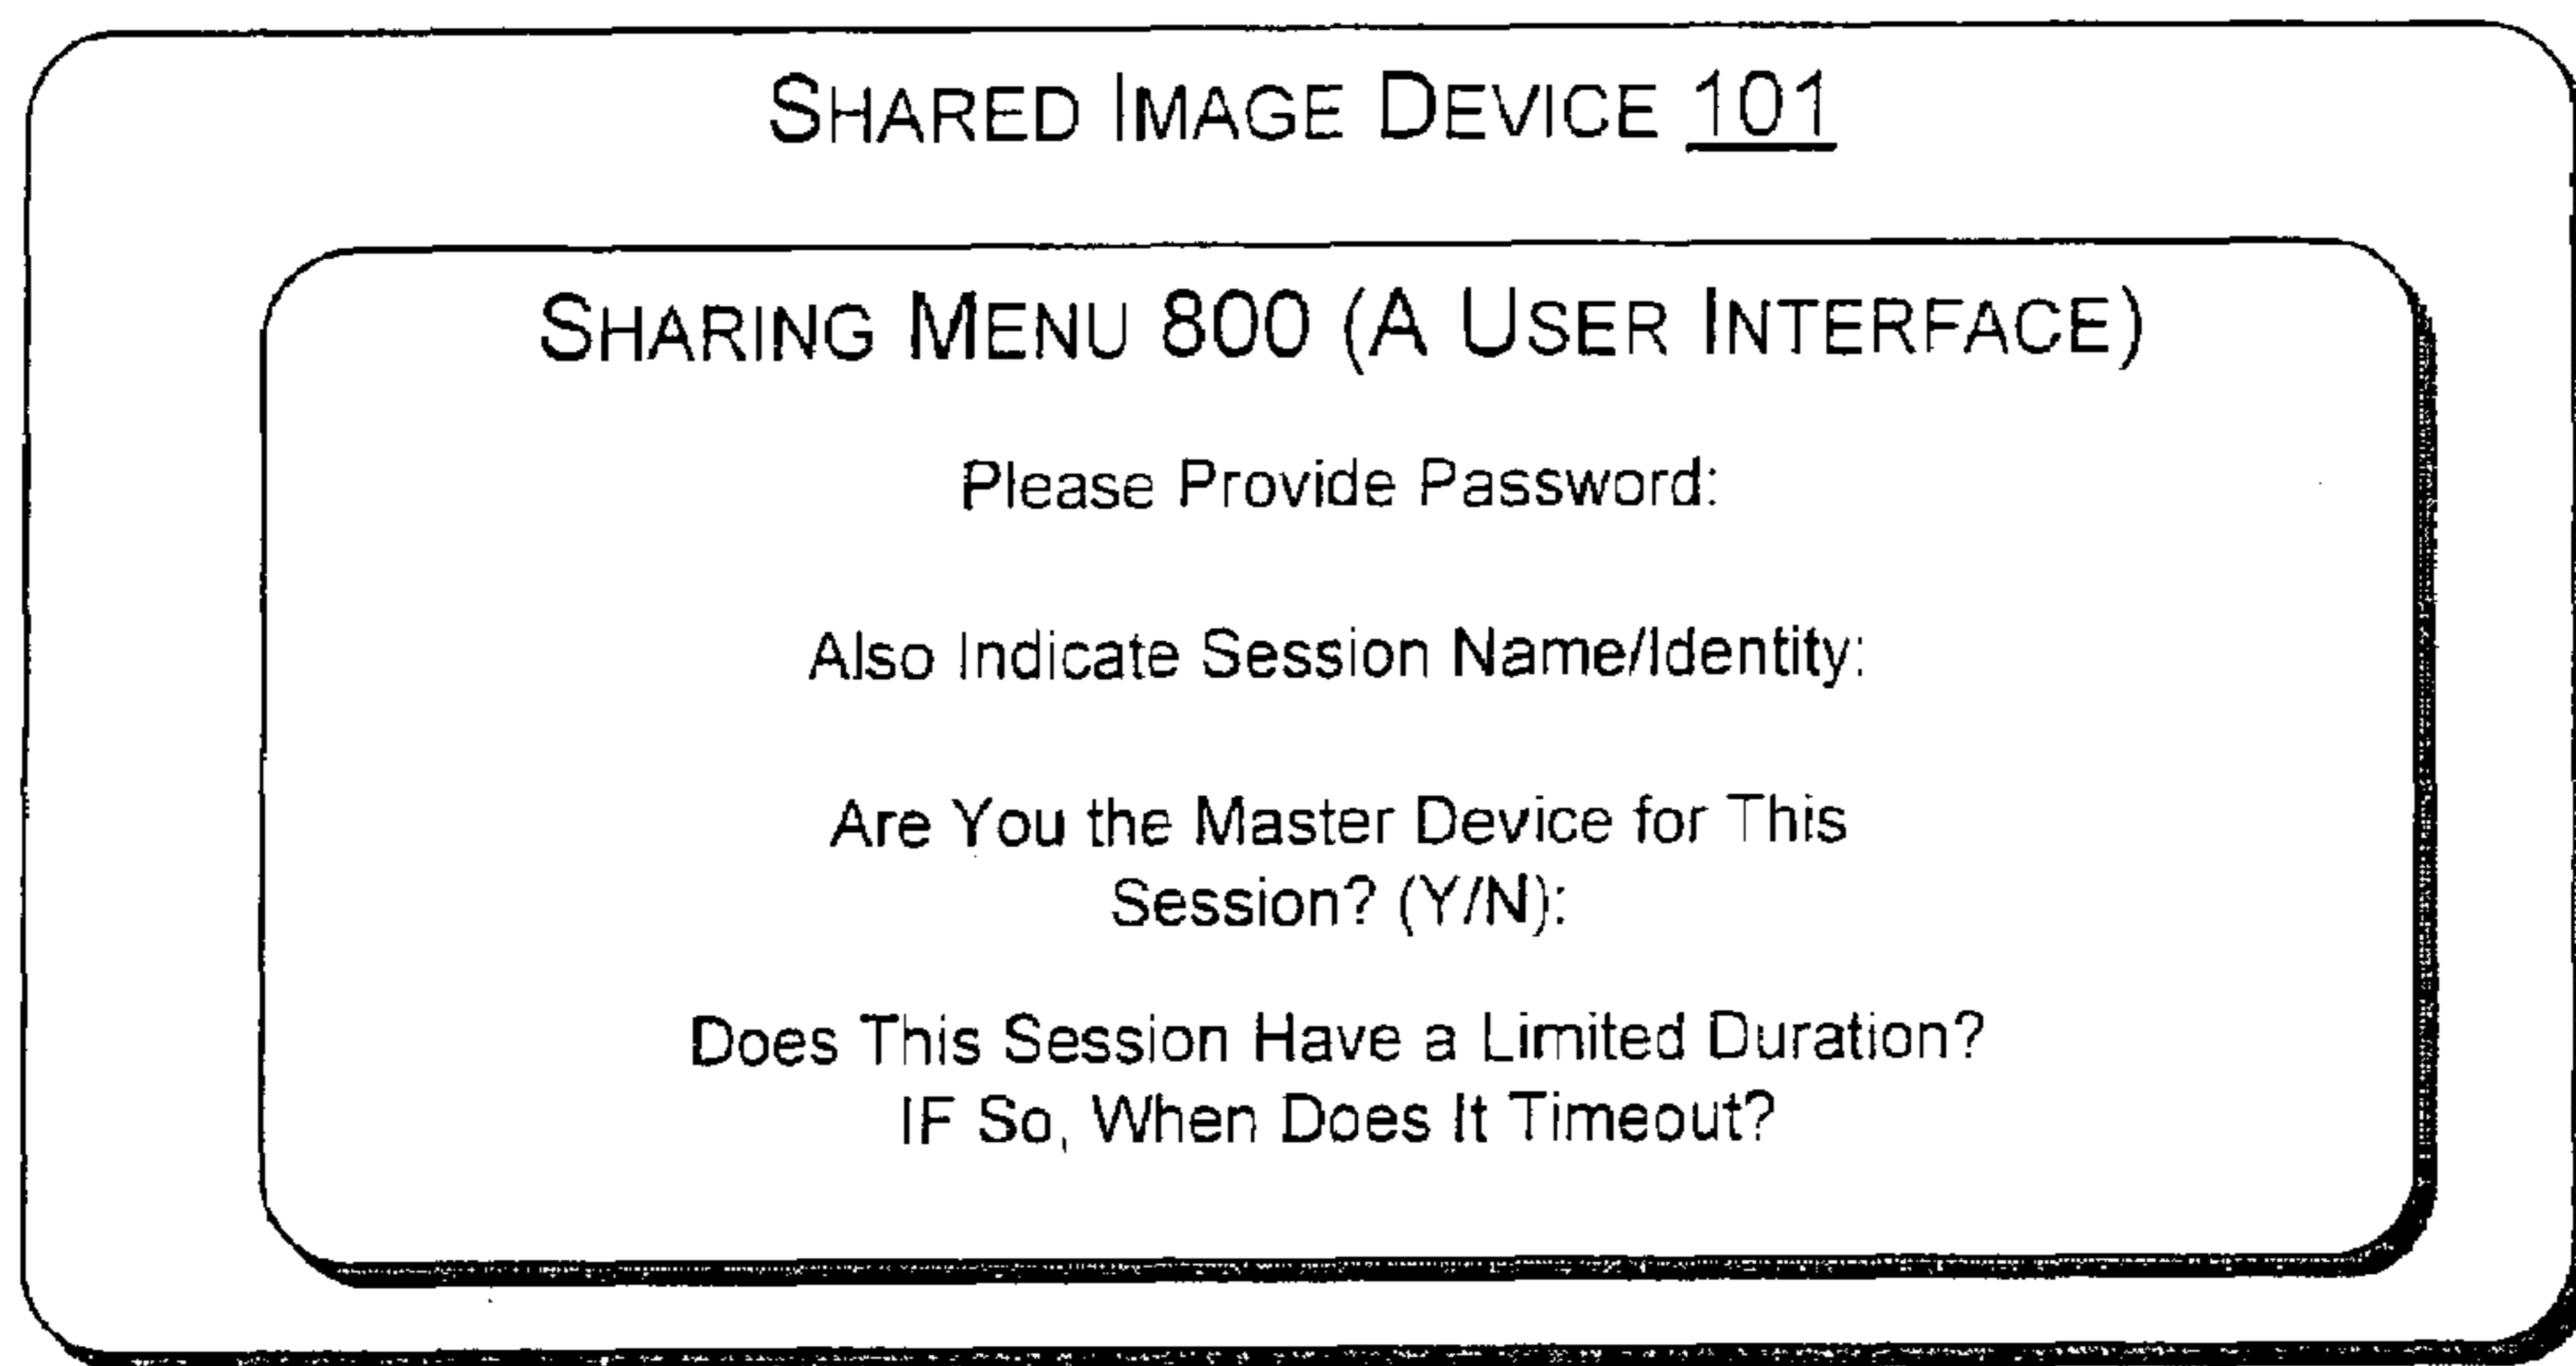 SHARED IMAGE DEVICE 101
SHARING MENU 800 (A USER INTERFACE)
Please Provide Password:
Also Indicate Session Name/Identity:
Are You the Master Device for This
Session? (Y/N):
Does This Session Have a Limited Duration?
IF So, When Does It Timeout?